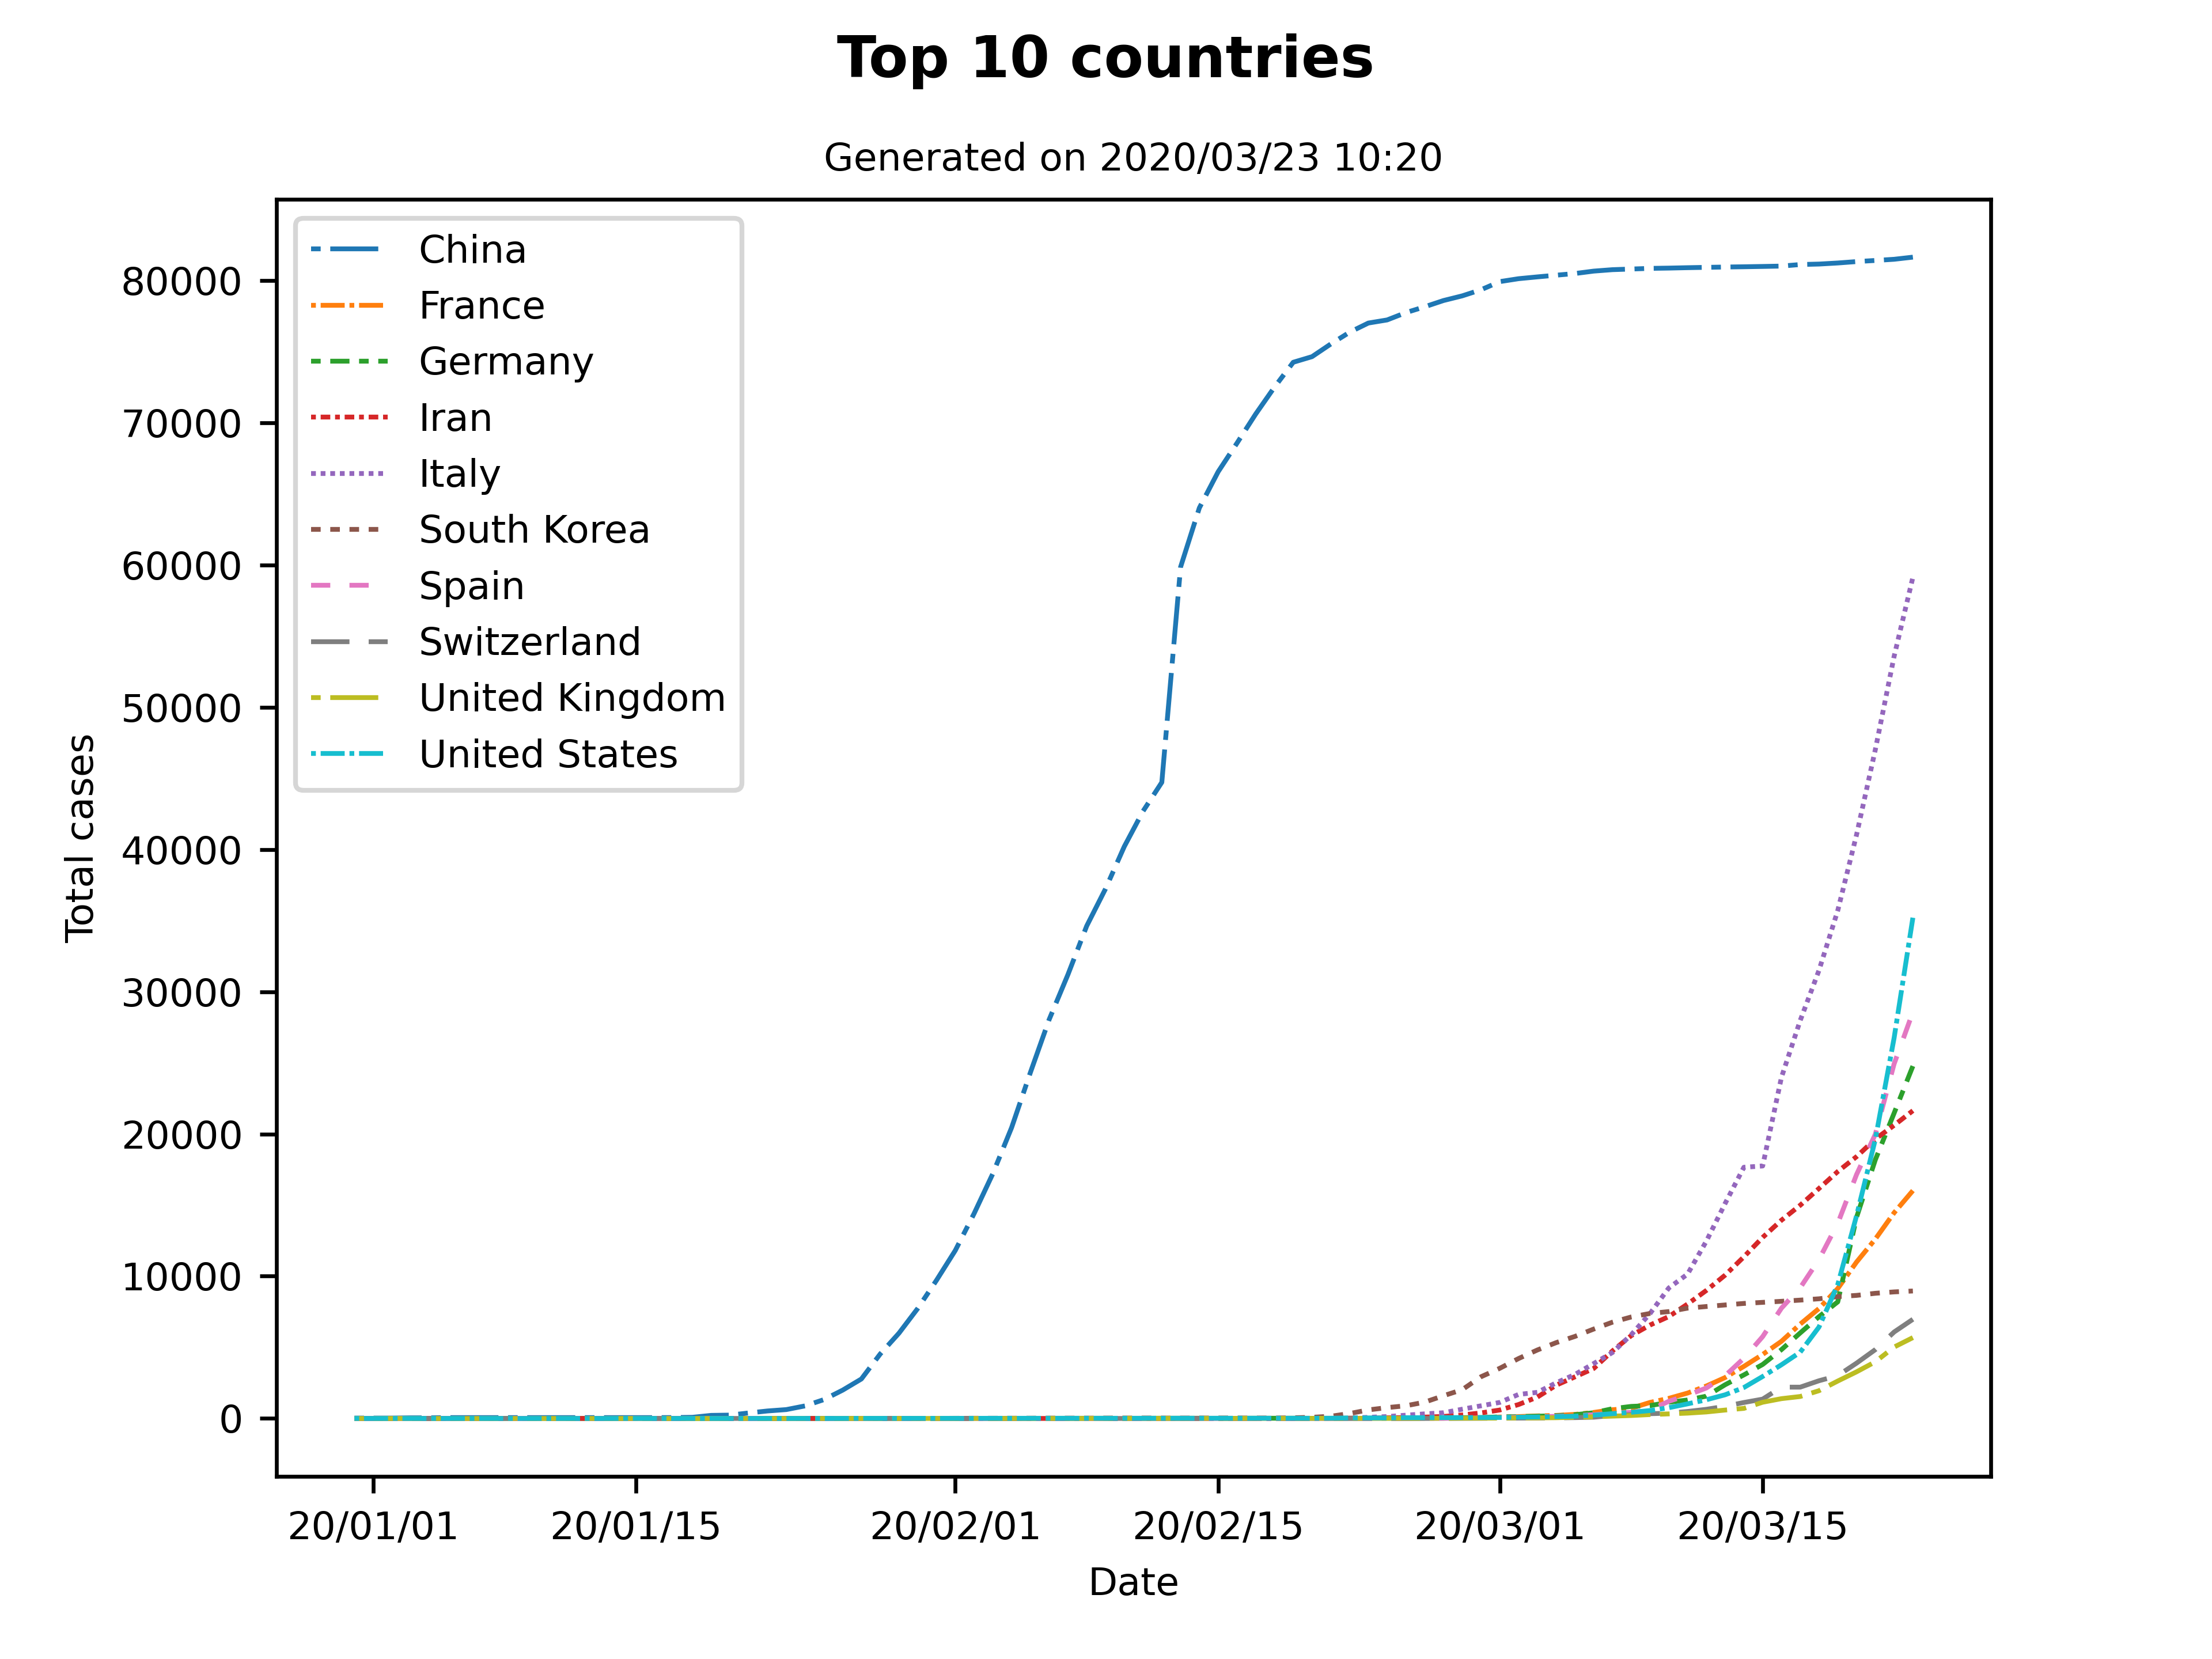 Top 10 countries
Generated on 2020/03/23 10:20
China
France
Germany
Iran
Italy
South Korea
Spain
Switzerland
United Kingdom
United States
Total cases
80000
70000
60000
50000
40000
30000
20000
10000
0
20/01/01 20/01/15 20/02/01 20/02/15 20/03/01 20/03/15
Date